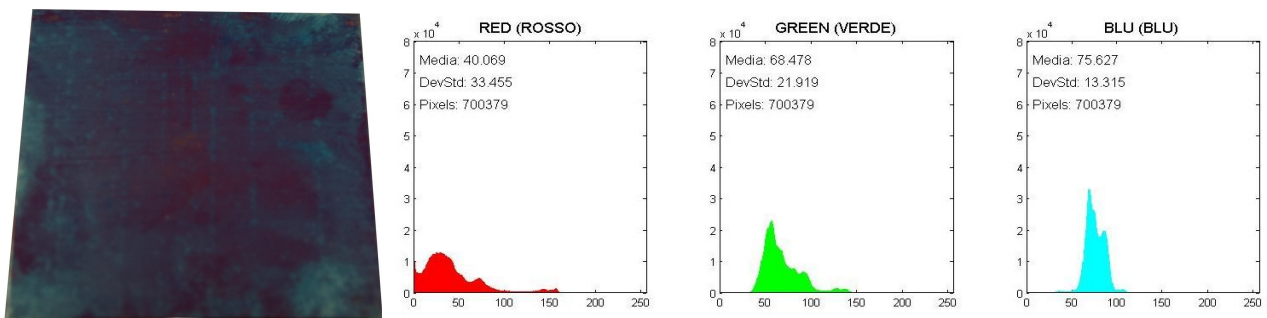 RED (ROSSO)
x 10^4
Media: 40.069
DevStd: 33.455
Pixels: 700379
8
7
6
5
4
3
2
1
0
0 50 100 150 200 250
GREEN (VERDE)
x 10^4
Media: 68.478
DevStd: 21.919
Pixels: 700379
8
7
6
5
4
3
2
1
0
0 50 100 150 200 250
BLU (BLU)
x 10^4
Media: 75.627
DevStd: 13.315
Pixels: 700379
8
7
6
5
4
3
2
1
0
0 50 100 150 200 250